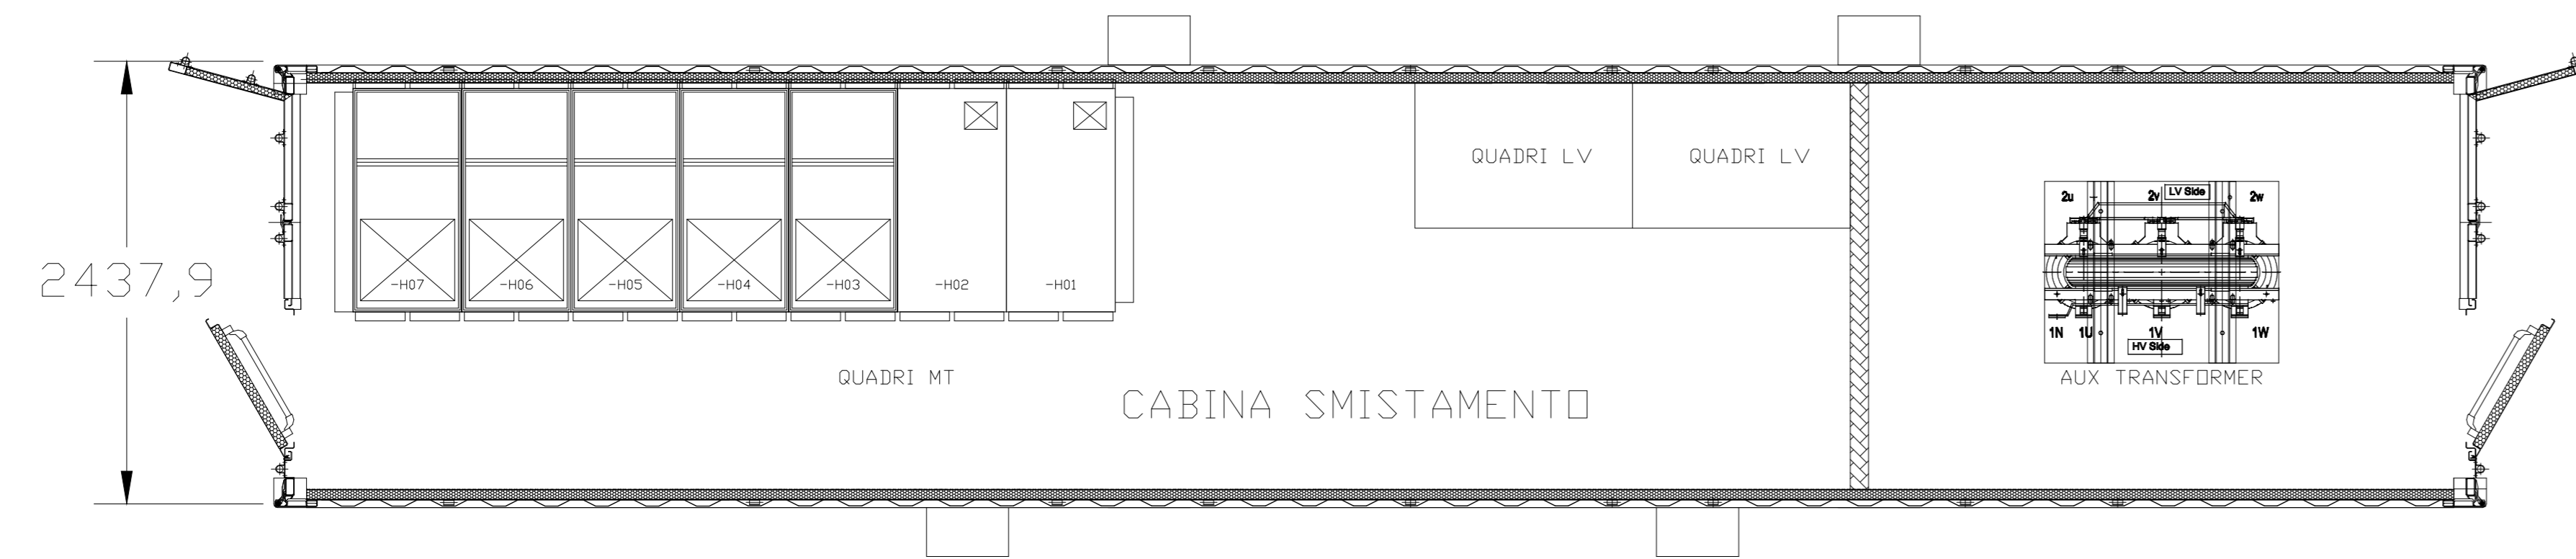 QUADRI LV QUADRI LV
2u 2v LV Side 2w
2437,9
-H07 -H06 -H05 -H04 -H03 -H02 -H01
1N 1U 1V 1W
HV Side
QUADRI MT
AUX TRANSFORMER
CABINA SMISTAMENTO